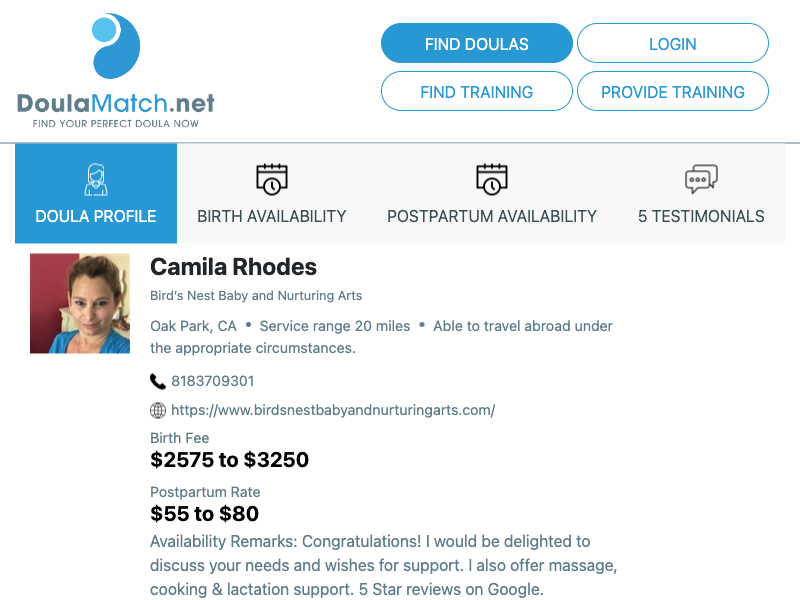 DoulaMatch.net
FIND YOUR PERFECT DOULA NOW
FIND DOULAS
LOGIN
FIND TRAINING
PROVIDE TRAINING
DOULA PROFILE
BIRTH AVAILABILITY
POSTPARTUM AVAILABILITY
5 TESTIMONIALS
Camila Rhodes
Bird's Nest Baby and Nurturing Arts
Oak Park, CA • Service range 20 miles • Able to travel abroad under
the appropriate circumstances.
8183709301
https://www.birdsnestbabyandnurturingarts.com/
Birth Fee
$2575 to $3250
Postpartum Rate
$55 to $80
Availability Remarks: Congratulations! I would be delighted to
discuss your needs and wishes for support. I also offer massage,
cooking & lactation support. 5 Star reviews on Google.